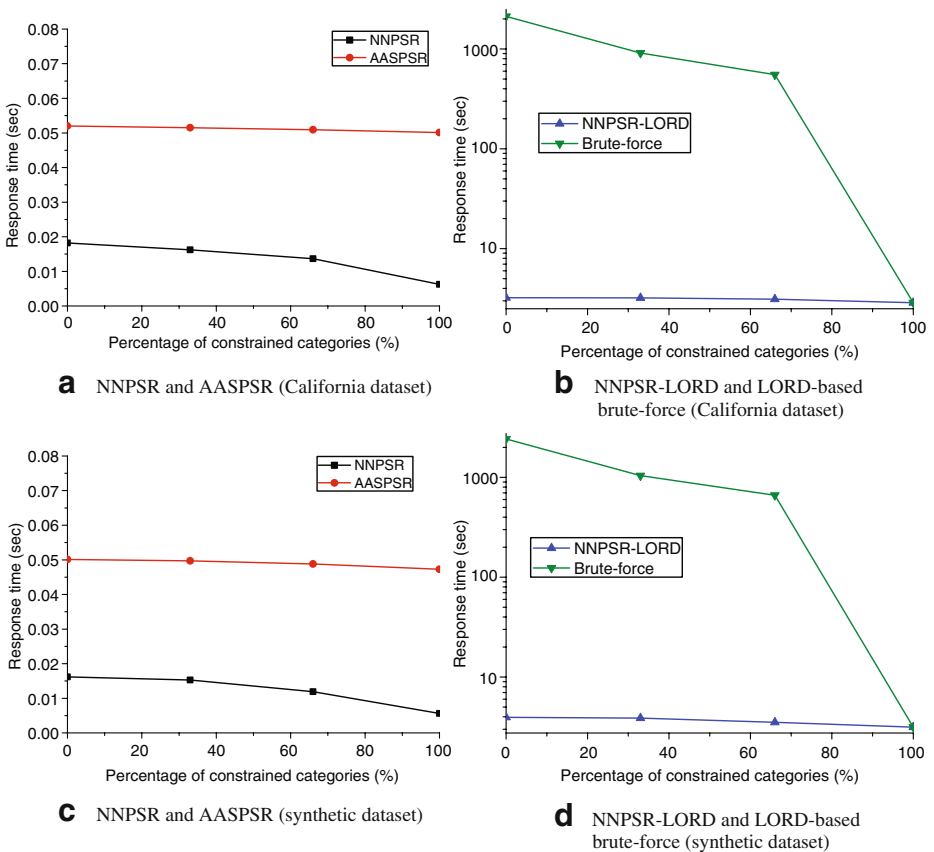 0.08
0.07
0.06
0.05
0.04
0.03
0.02
0.01
0.00
Response time (sec)
0 20 40 60 80 100
Percentage of constrained categories (%)
NNPSR
AASPSR
a NNPSR and AASPSR (California dataset)
1000
100
10
Response time (sec)
0 20 40 60 80 100
Percentage of constrained categories (%)
NNPSR-LORD
Brute-force
b NNPSR-LORD and LORD-based
brute-force (California dataset)
0.08
0.07
0.06
0.05
0.04
0.03
0.02
0.01
0.00
Response time (sec)
0 20 40 60 80 100
Percentage of constrained categories (%)
NNPSR
AASPSR
c NNPSR and AASPSR (synthetic dataset)
1000
100
10
Response time (sec)
0 20 40 60 80 100
Percentage of constrained categories (%)
NNPSR-LORD
Brute-force
d NNPSR-LORD and LORD-based
brute-force (synthetic dataset)